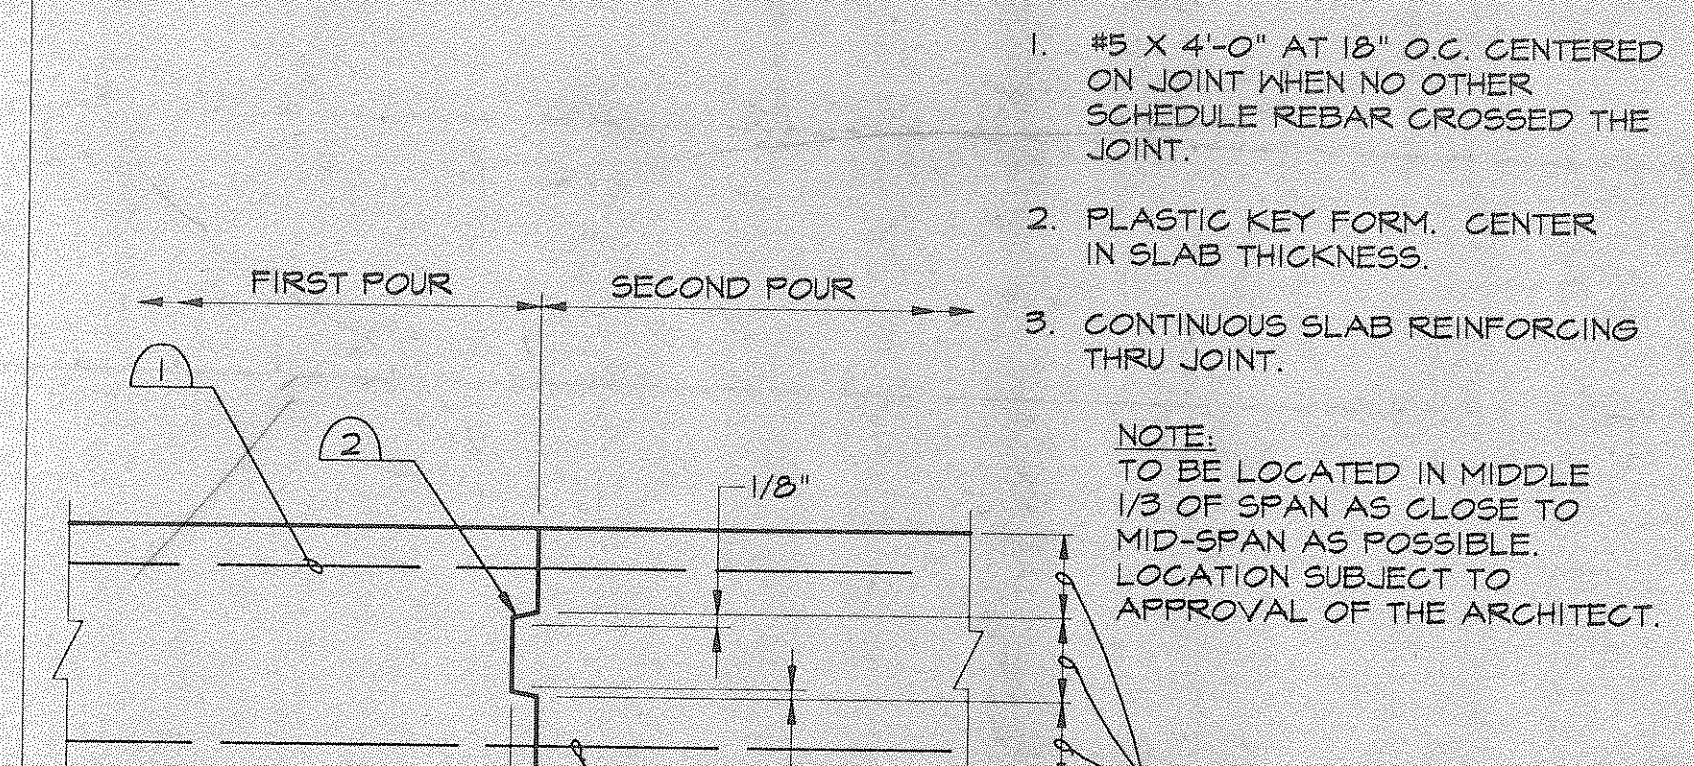 1. #5 X 4'-0" AT 18" O.C. CENTERED
ON JOINT WHEN NO OTHER
SCHEDULE REBAR CROSSED THE
JOINT.
2. PLASTIC KEY FORM. CENTER
IN SLAB THICKNESS.
3. CONTINUOUS SLAB REINFORCING
THRU JOINT.
NOTE:
TO BE LOCATED IN MIDDLE
1/3 OF SPAN AS CLOSE TO
MID-SPAN AS POSSIBLE.
LOCATION SUBJECT TO
APPROVAL OF THE ARCHITECT.
FIRST POUR
SECOND POUR
1
2
1/8"